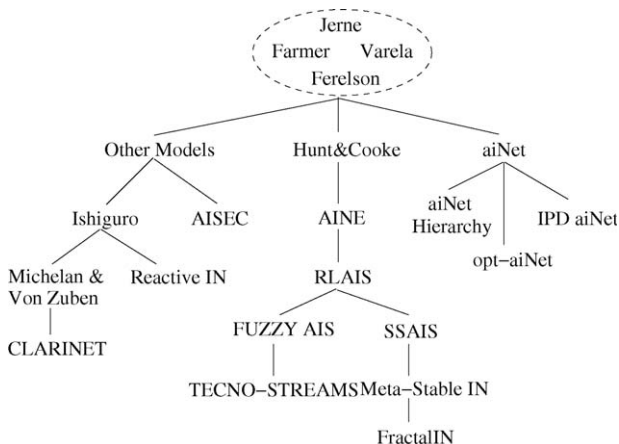 Jerne
Farmer Varela
Ferelson
Other Models Hunt&Cooke aiNet
aiNet
Hierarchy
IPD aiNet
Ishiguro AISEC AINE
opt-aiNet
Michelan &
Von Zuben
Reactive IN RLAIS
CLARINET
FUZZY AIS SSAIS
TECNO-STREAMS Meta-Stable IN
FractalIN